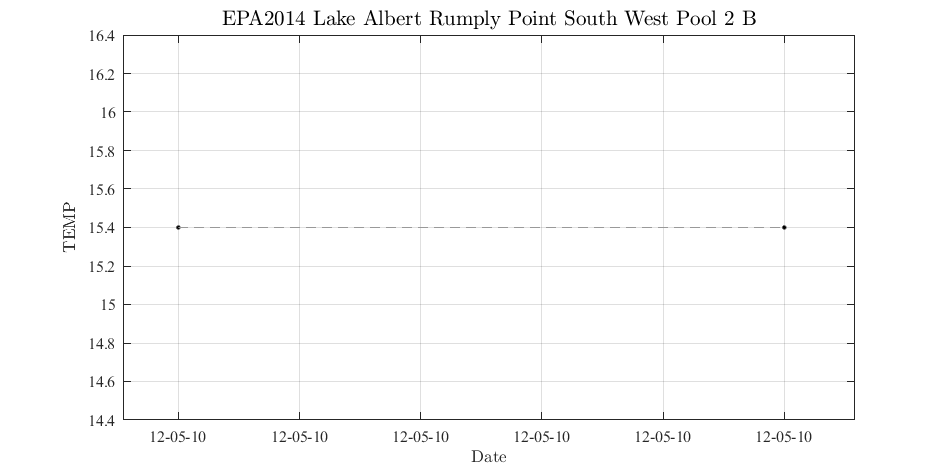 EPA2014 Lake Albert Rumply Point South West Pool 2 B
16.4
16.2
16
15.8
15.6
15.4
15.2
15
14.8
14.6
14.4
TEMP
12-05-10 12-05-10 12-05-10 12-05-10 12-05-10 12-05-10
Date